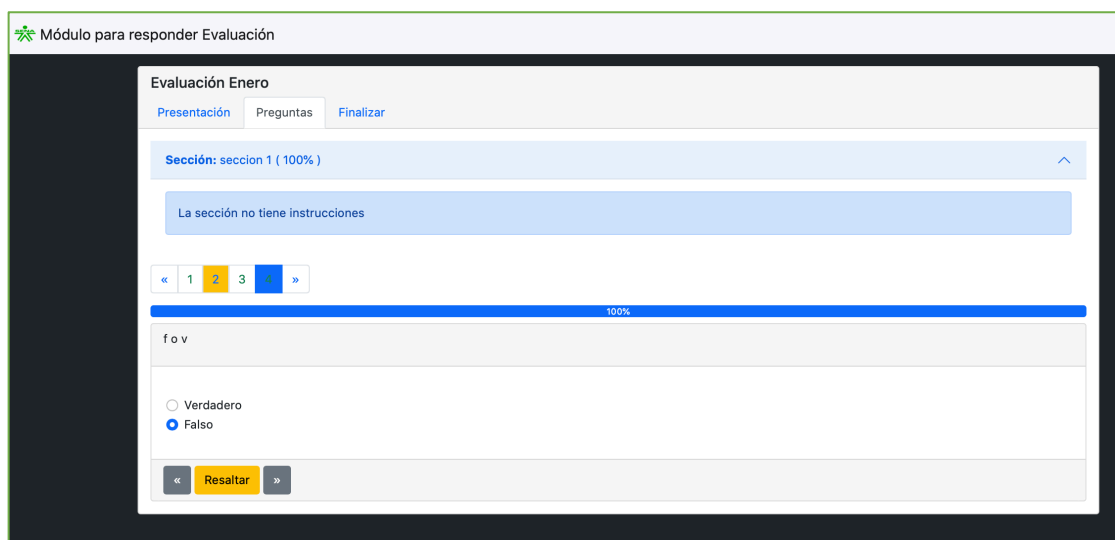 Módulo para responder Evaluación
Evaluación Enero
Presentación Preguntas Finalizar
Sección: seccion 1 ( 100% )
La sección no tiene instrucciones
« 1 2 3 4 »
100%
f o v
Verdadero
Falso
« Resaltar »